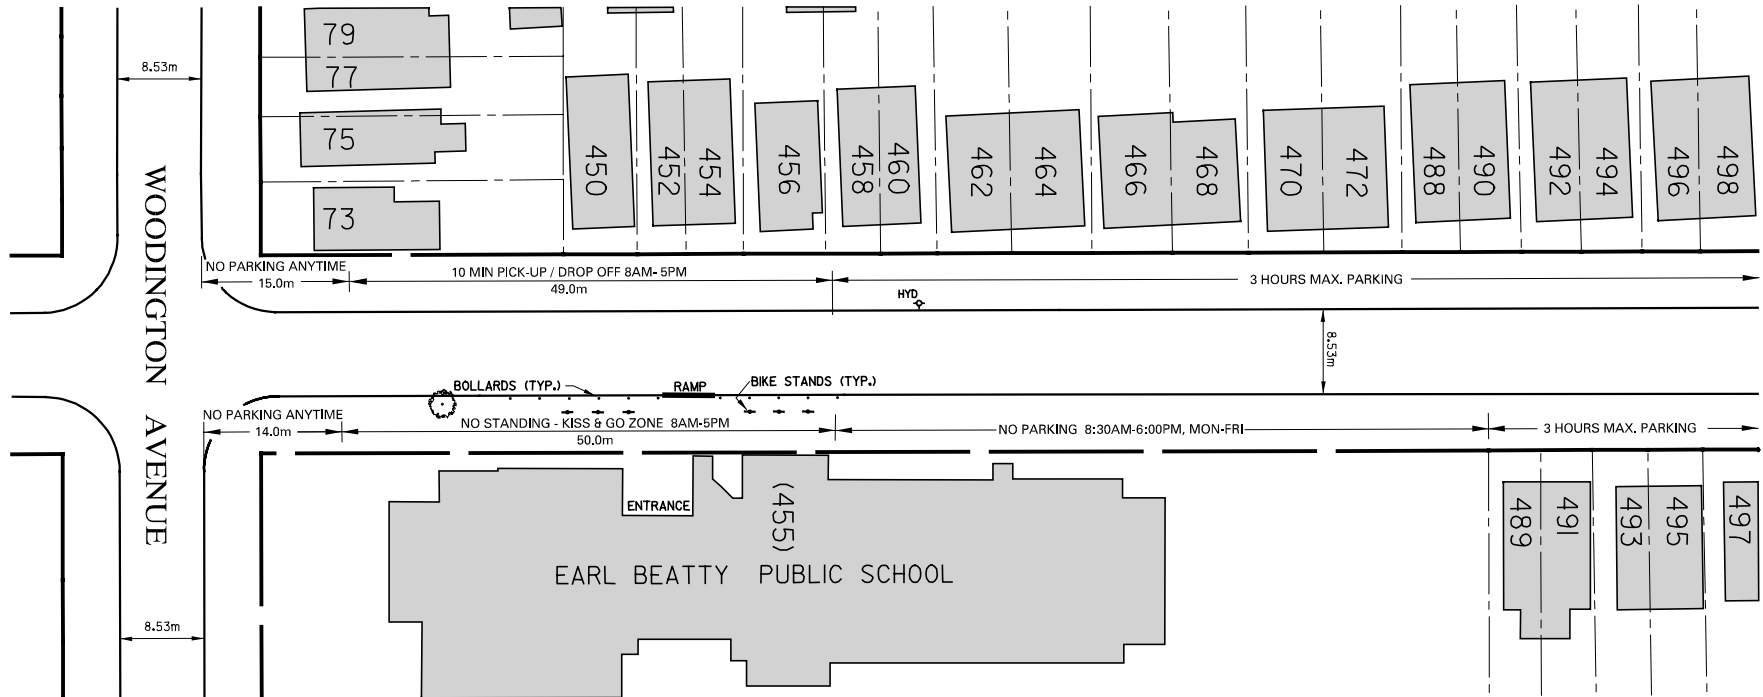 79
77
8.53m
75
73
450
452
454
456
458
460
462
464
466
468
470
472
488
490
492
494
496
498
WOODINGTON AVENUE
NO PARKING ANYTIME
15.0m
10 MIN PICK-UP / DROP OFF 8AM- 5PM
49.0m
3 HOURS MAX. PARKING
HYD
8.53m
BOLLARDS (TYP.)
RAMP
BIKE STANDS (TYP.)
NO PARKING ANYTIME
14.0m
NO STANDING - KISS & GO ZONE 8AM-5PM
50.0m
NO PARKING 8:30AM-6:00PM, MON-FRI
3 HOURS MAX. PARKING
ENTRANCE
(455)
EARL BEATTY PUBLIC SCHOOL
489
491
493
495
497
8.53m